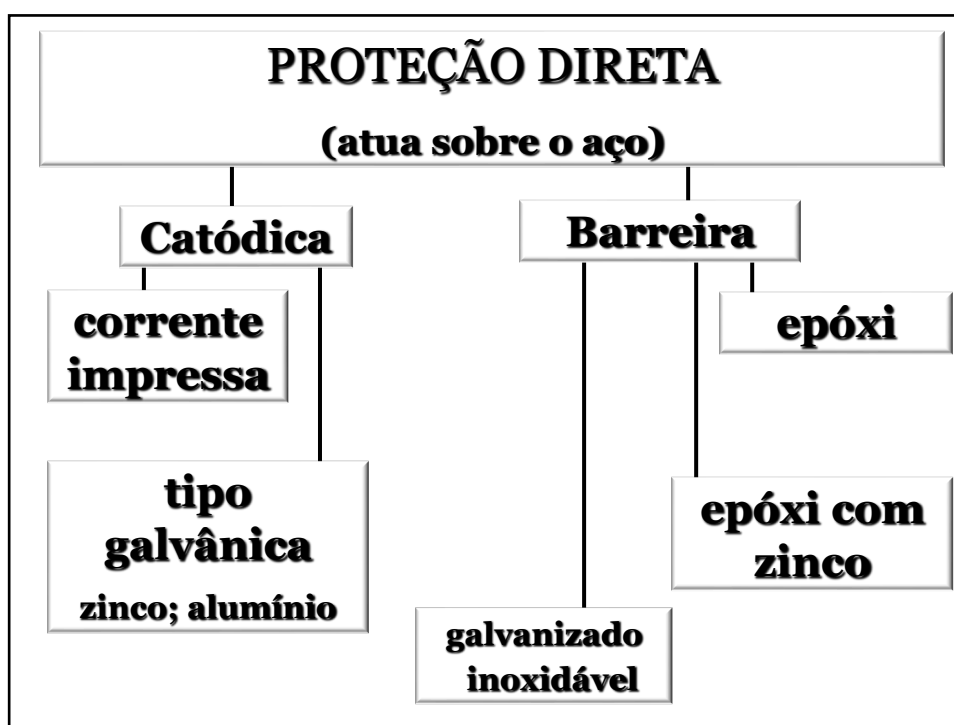 PROTEÇÃO DIRETA
(atua sobre o aço)
Catódica
corrente
impressa
tipo
galvânica
zinco; alumínio
Barreira
epóxi
epóxi com
zinco
galvanizado
inoxidável